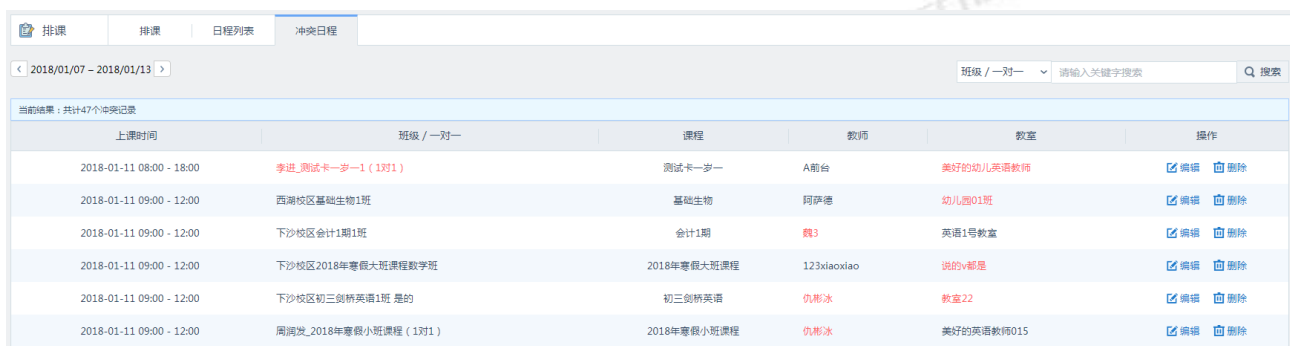 排课 排课 日程列表 冲突日程
2018/01/07 – 2018/01/13 班级 / 一对一 请输入关键字搜索 搜索
当前结果：共计47个冲突记录
上课时间 班级 / 一对一 课程 教师 教室 操作
2018-01-11 08:00 - 18:00 李进_测试卡一岁一1（1对1） 测试卡一岁一 A前台 美好的幼儿英语教师 编辑 删除
2018-01-11 09:00 - 12:00 西湖校区基础生物1班 基础生物 阿萨德 幼儿园01班 编辑 删除
2018-01-11 09:00 - 12:00 下沙校区会计1期1班 会计1期 魏3 英语1号教室 编辑 删除
2018-01-11 09:00 - 12:00 下沙校区2018年寒假大班课程数学班 2018年寒假大班课程 123xiaoxiao 说的v都是 编辑 删除
2018-01-11 09:00 - 12:00 下沙校区初三剑桥英语1班 是的 初三剑桥英语 仇彬冰 教室22 编辑 删除
2018-01-11 09:00 - 12:00 周润发_2018年寒假小班课程（1对1） 2018年寒假小班课程 仇彬冰 美好的英语教师015 编辑 删除